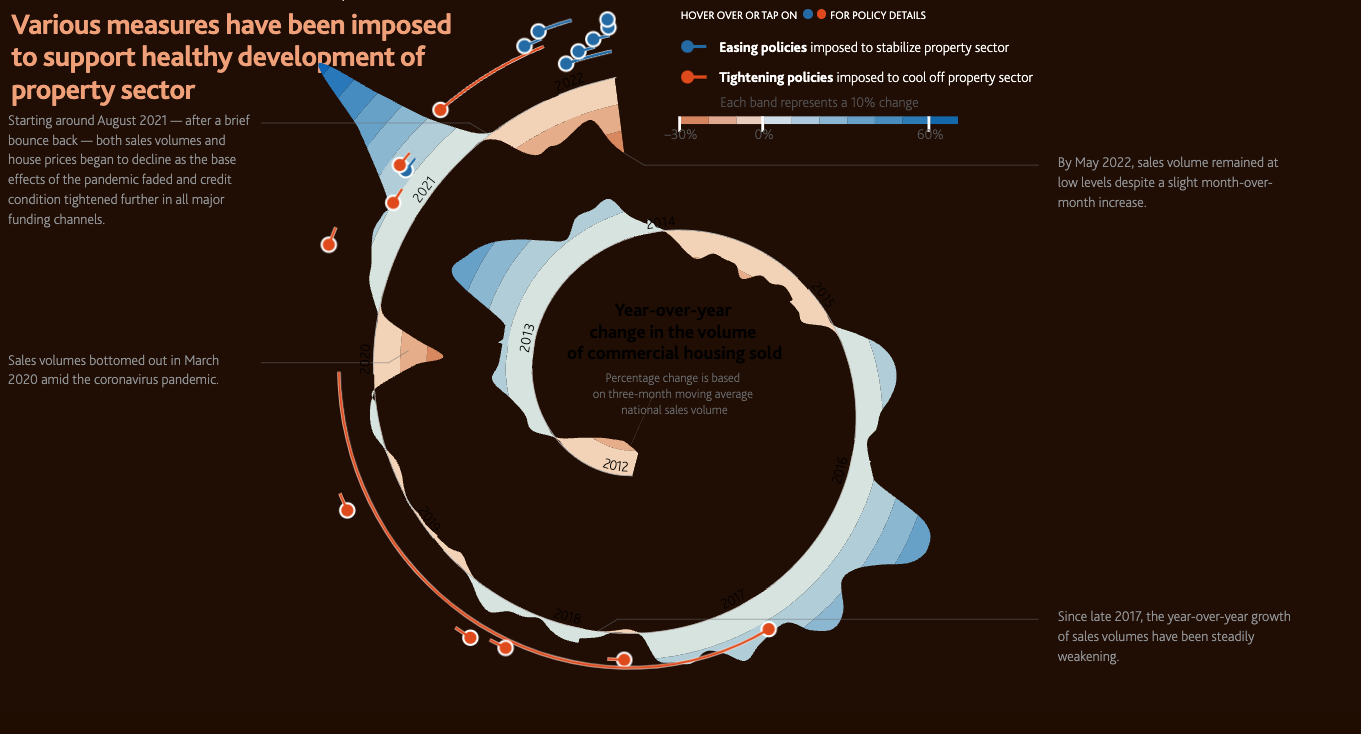 Various measures have been imposed
to support healthy development of
property sector
Starting around August 2021 — after a brief
bounce back — both sales volumes and
house prices began to decline as the base
effects of the pandemic faded and credit
condition tightened further in all major
funding channels.
Sales volumes bottomed out in March
2020 amid the coronavirus pandemic.
HOVER OVER OR TAP ON FOR POLICY DETAILS
Easing policies imposed to stabilize property sector
Tightening policies imposed to cool off property sector
Each band represents a 10% change
−30% 0% 60%
By May 2022, sales volume remained at
low levels despite a slight month-over-
month increase.
2022
2021
2014
2015
2013
Year-over-year
change in the volume
of commercial housing sold
Percentage change is based
on three-month moving average
national sales volume
2020
2012
2016
2019
2018
2017
Since late 2017, the year-over-year growth
of sales volumes have been steadily
weakening.